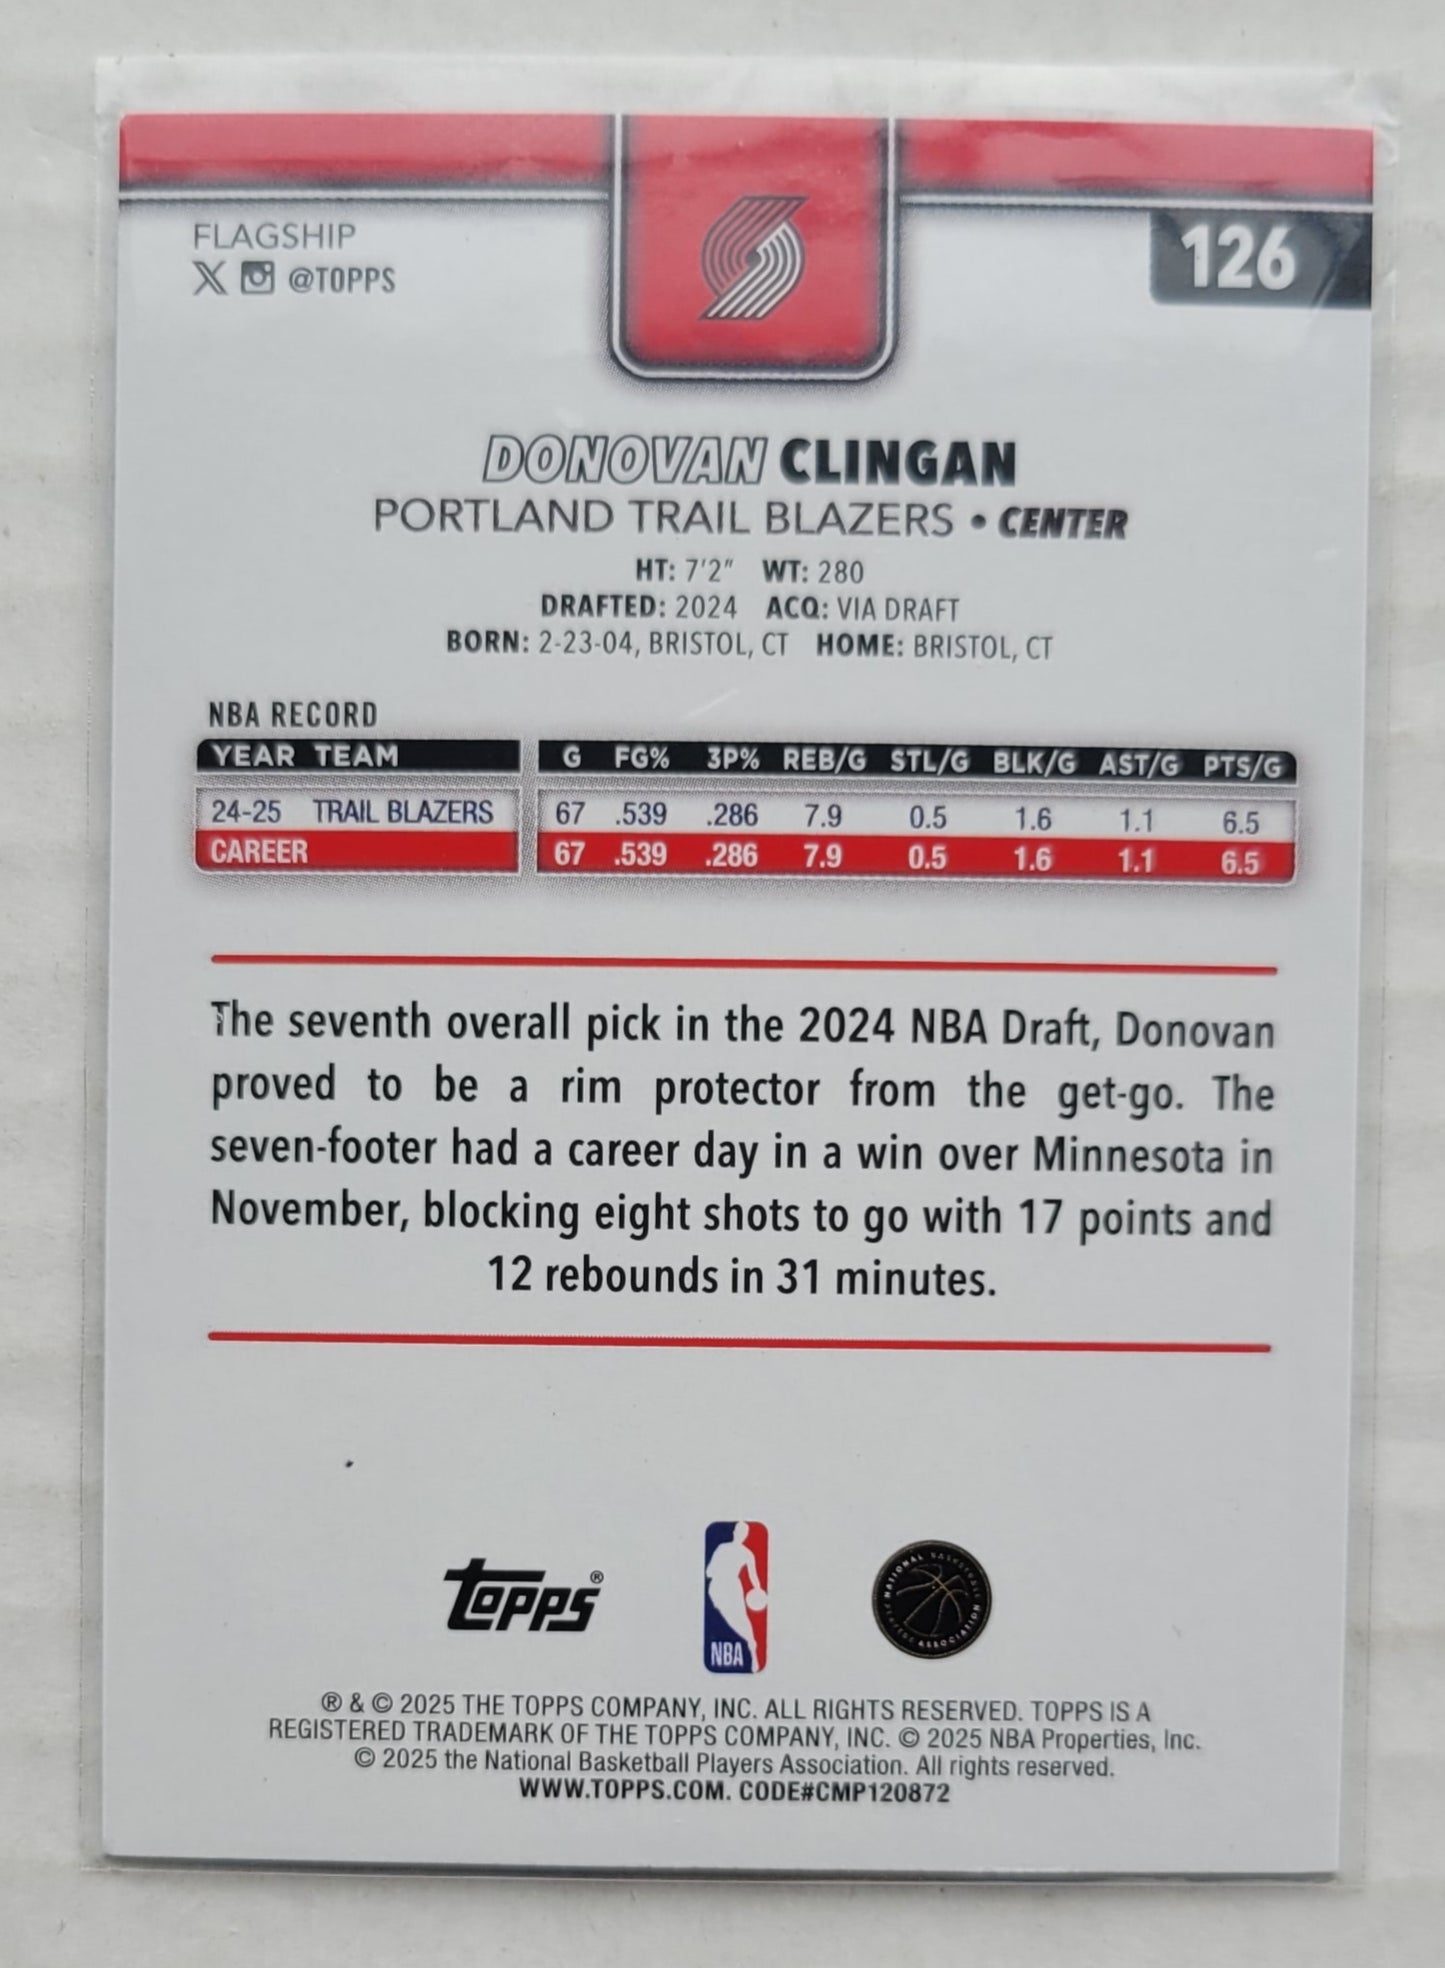 FLAGSHIP
@TOPPS
126
DONOVAN CLINGAN
PORTLAND TRAIL BLAZERS • CENTER
HT: 7'2" WT: 280
DRAFTED: 2024 ACQ: VIA DRAFT
BORN: 2-23-04, BRISTOL, CT HOME: BRISTOL, CT
NBA RECORD
YEAR TEAM G FG% 3P% REB/G STL/G BLK/G AST/G PTS/G
24-25 TRAIL BLAZERS 67 .539 .286 7.9 0.5 1.6 1.1 6.5
CAREER 67 .539 .286 7.9 0.5 1.6 1.1 6.5
The seventh overall pick in the 2024 NBA Draft, Donovan
proved to be a rim protector from the get-go. The
seven-footer had a career day in a win over Minnesota in
November, blocking eight shots to go with 17 points and
12 rebounds in 31 minutes.
TOPPS®
NBA
NATIONAL BASKETBALL PLAYERS ASSOCIATION
® & © 2025 THE TOPPS COMPANY, INC. ALL RIGHTS RESERVED. TOPPS IS A
REGISTERED TRADEMARK OF THE TOPPS COMPANY, INC. © 2025 NBA Properties, Inc.
© 2025 the National Basketball Players Association. All rights reserved.
WWW.TOPPS.COM. CODE#CMP120872